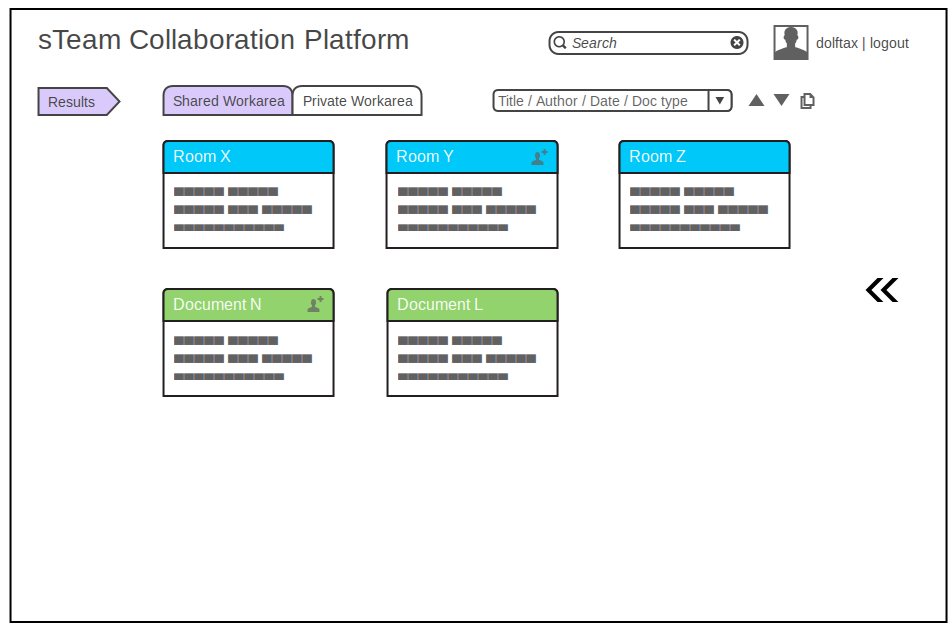 sTeam Collaboration Platform
Search
dolftax | logout
Results
Shared Workarea
Private Workarea
Title / Author / Date / Doc type
Room X
Room Y
Room Z
Document N
Document L